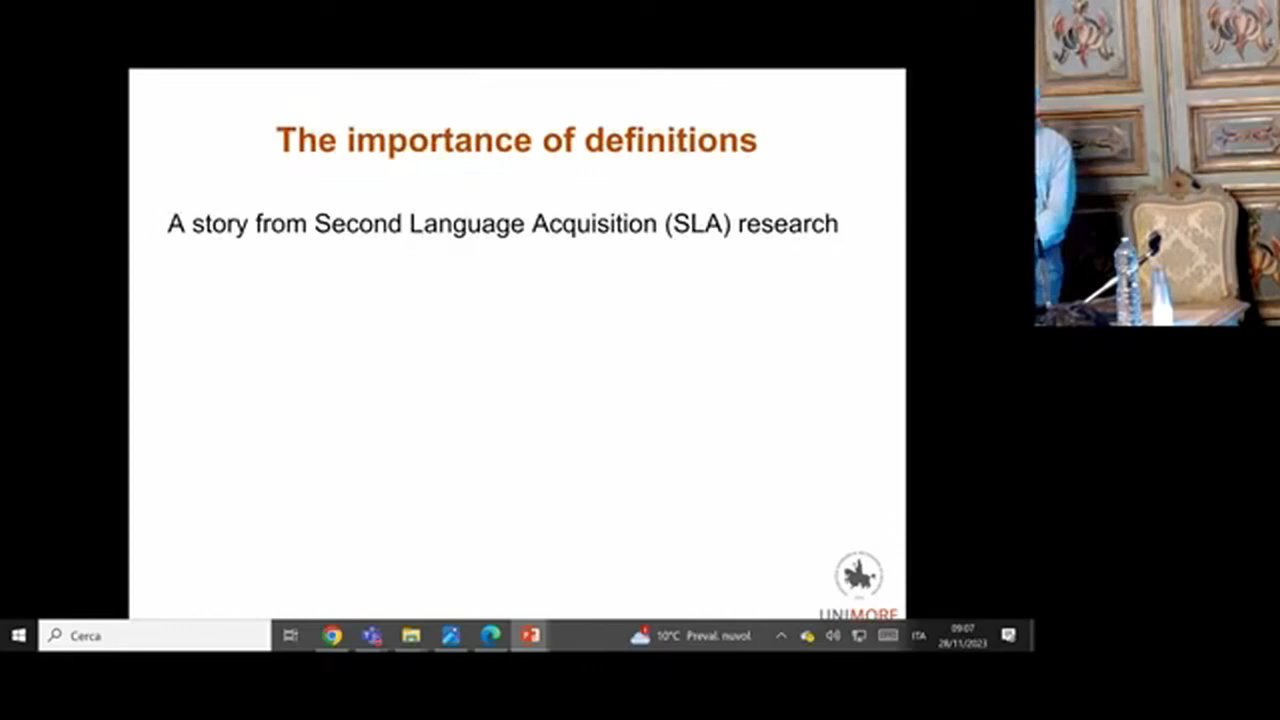 The importance of definitions
A story from Second Language Acquisition (SLA) research
UNIMORE
Cerca
10°C Preval. nuvol
ITA
09:07
28/11/2023